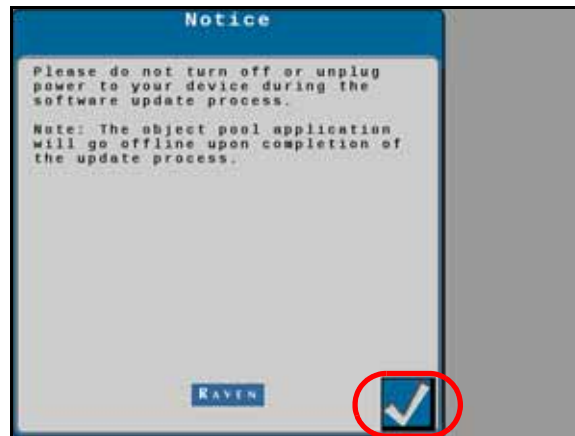 Notice
Please do not turn off or unplug
power to your device during the
software update process.
Note: The object pool application
will go offline upon completion of
the update process.
RAVEN